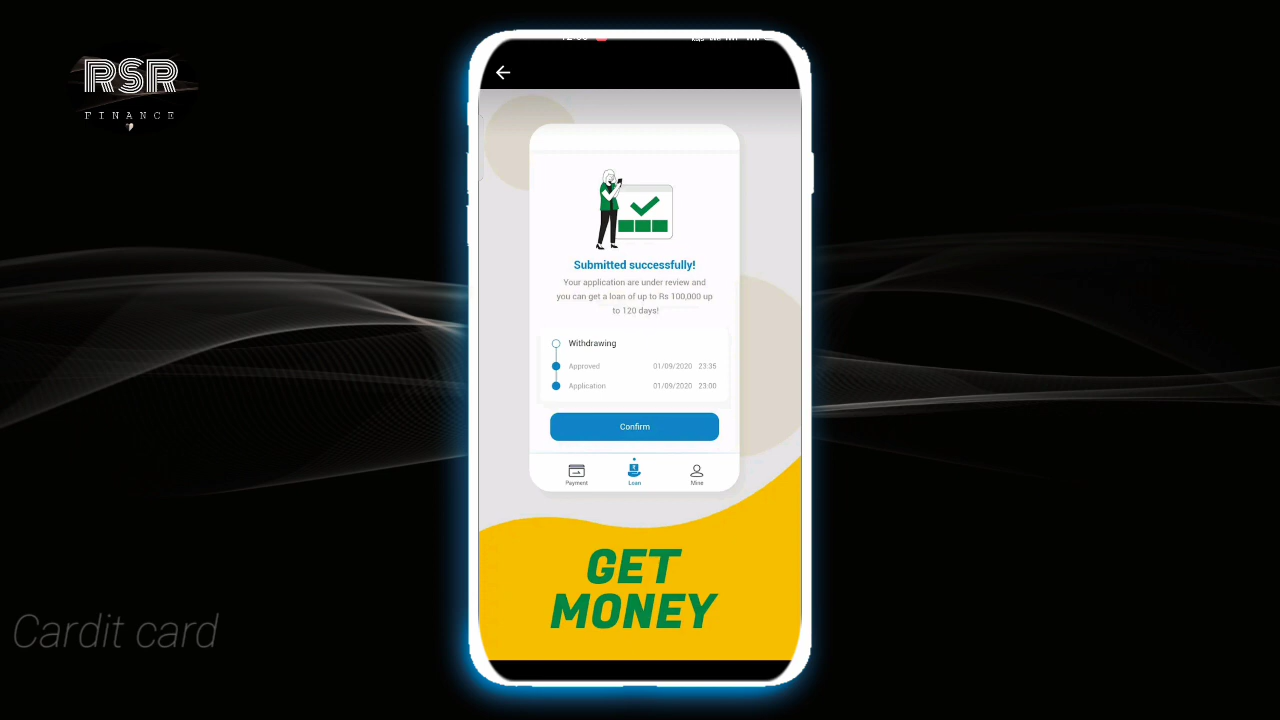 RSR
FINANCE
Submitted successfully!
Your application are under review and
you can get a loan of up to Rs 100,000 up
to 120 days!
Withdrawing
Approved 01/09/2020 23:35
Application 01/09/2020 23:00
Confirm
Payment Loan Mine
GET
MONEY
Cardit card